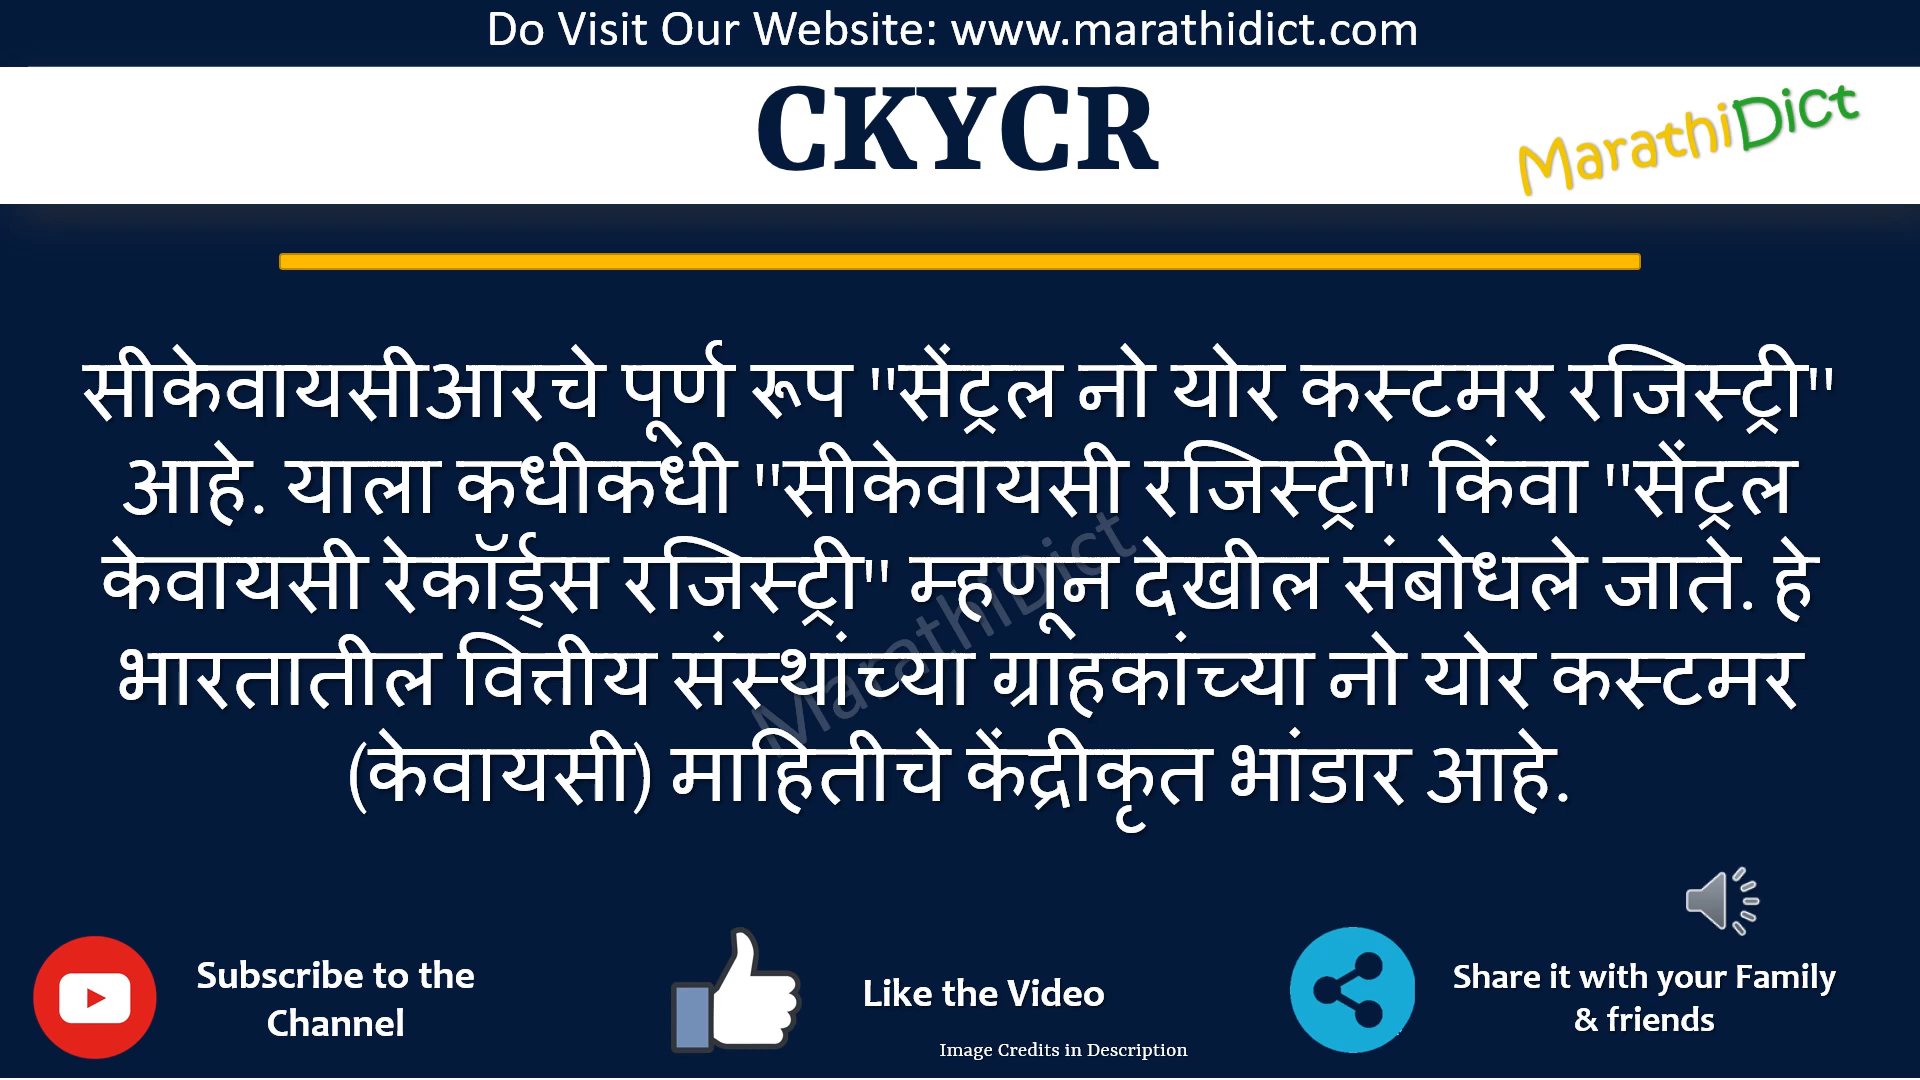 Do Visit Our Website: www.marathidict.com
CKYCR
MarathiDict
सीकेवायसीआरचे पूर्ण रूप "सेंट्रल नो योर कस्टमर रजिस्ट्री"
आहे. याला कधीकधी "सीकेवायसी रजिस्ट्री" किंवा "सेंट्रल
केवायसी रेकॉर्ड्स रजिस्ट्री" म्हणून देखील संबोधले जाते. हे
भारतातील वित्तीय संस्थांच्या ग्राहकांच्या नो योर कस्टमर
(केवायसी) माहितीचे केंद्रीकृत भांडार आहे.
MarathiDict
Subscribe to the
Channel
Like the Video
Share it with your Family
& friends
Image Credits in Description